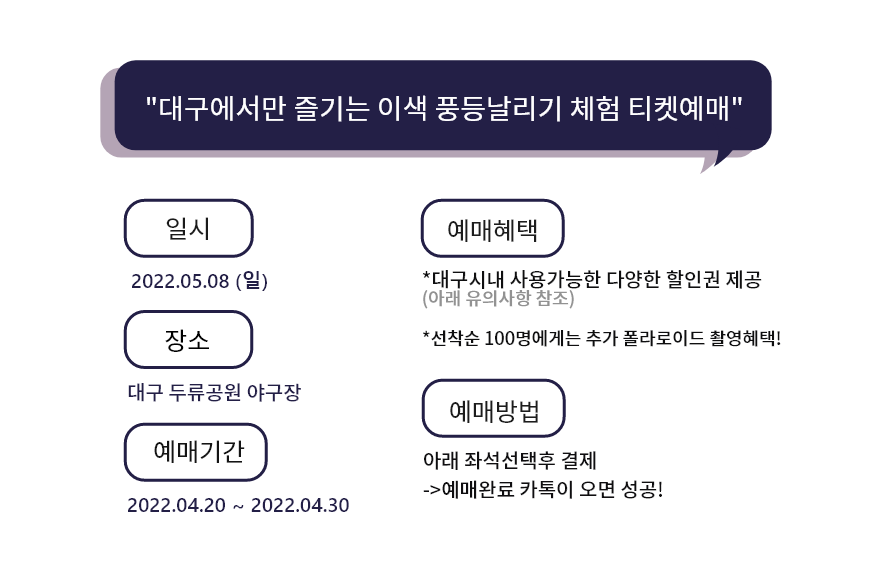 "대구에서만 즐기는 이색 풍등날리기 체험 티켓예매"
일시
2022.05.08 (일)
장소
대구 두류공원 야구장
예매기간
2022.04.20 ~ 2022.04.30
예매혜택
*대구시내 사용가능한 다양한 할인권 제공
(아래 유의사항 참조)
*선착순 100명에게는 추가 폴라로이드 촬영혜택!
예매방법
아래 좌석선택후 결제
->예매완료 카톡이 오면 성공!